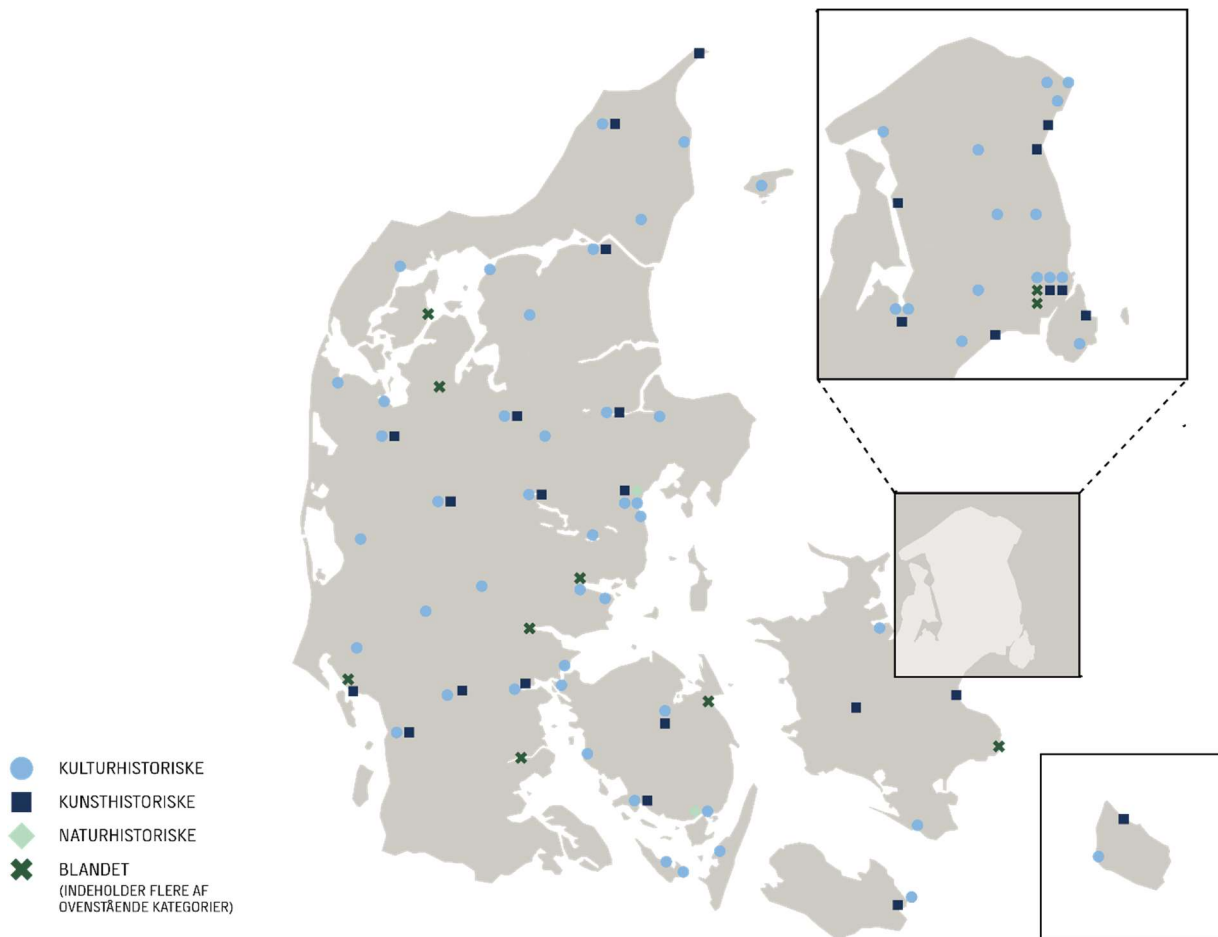 KULTURHISTORISKE
KUNSTHISTORISKE
NATURHISTORISKE
BLANDET
(INDEHOLDER FLERE AF
OVENSTÅENDE KATEGORIER)